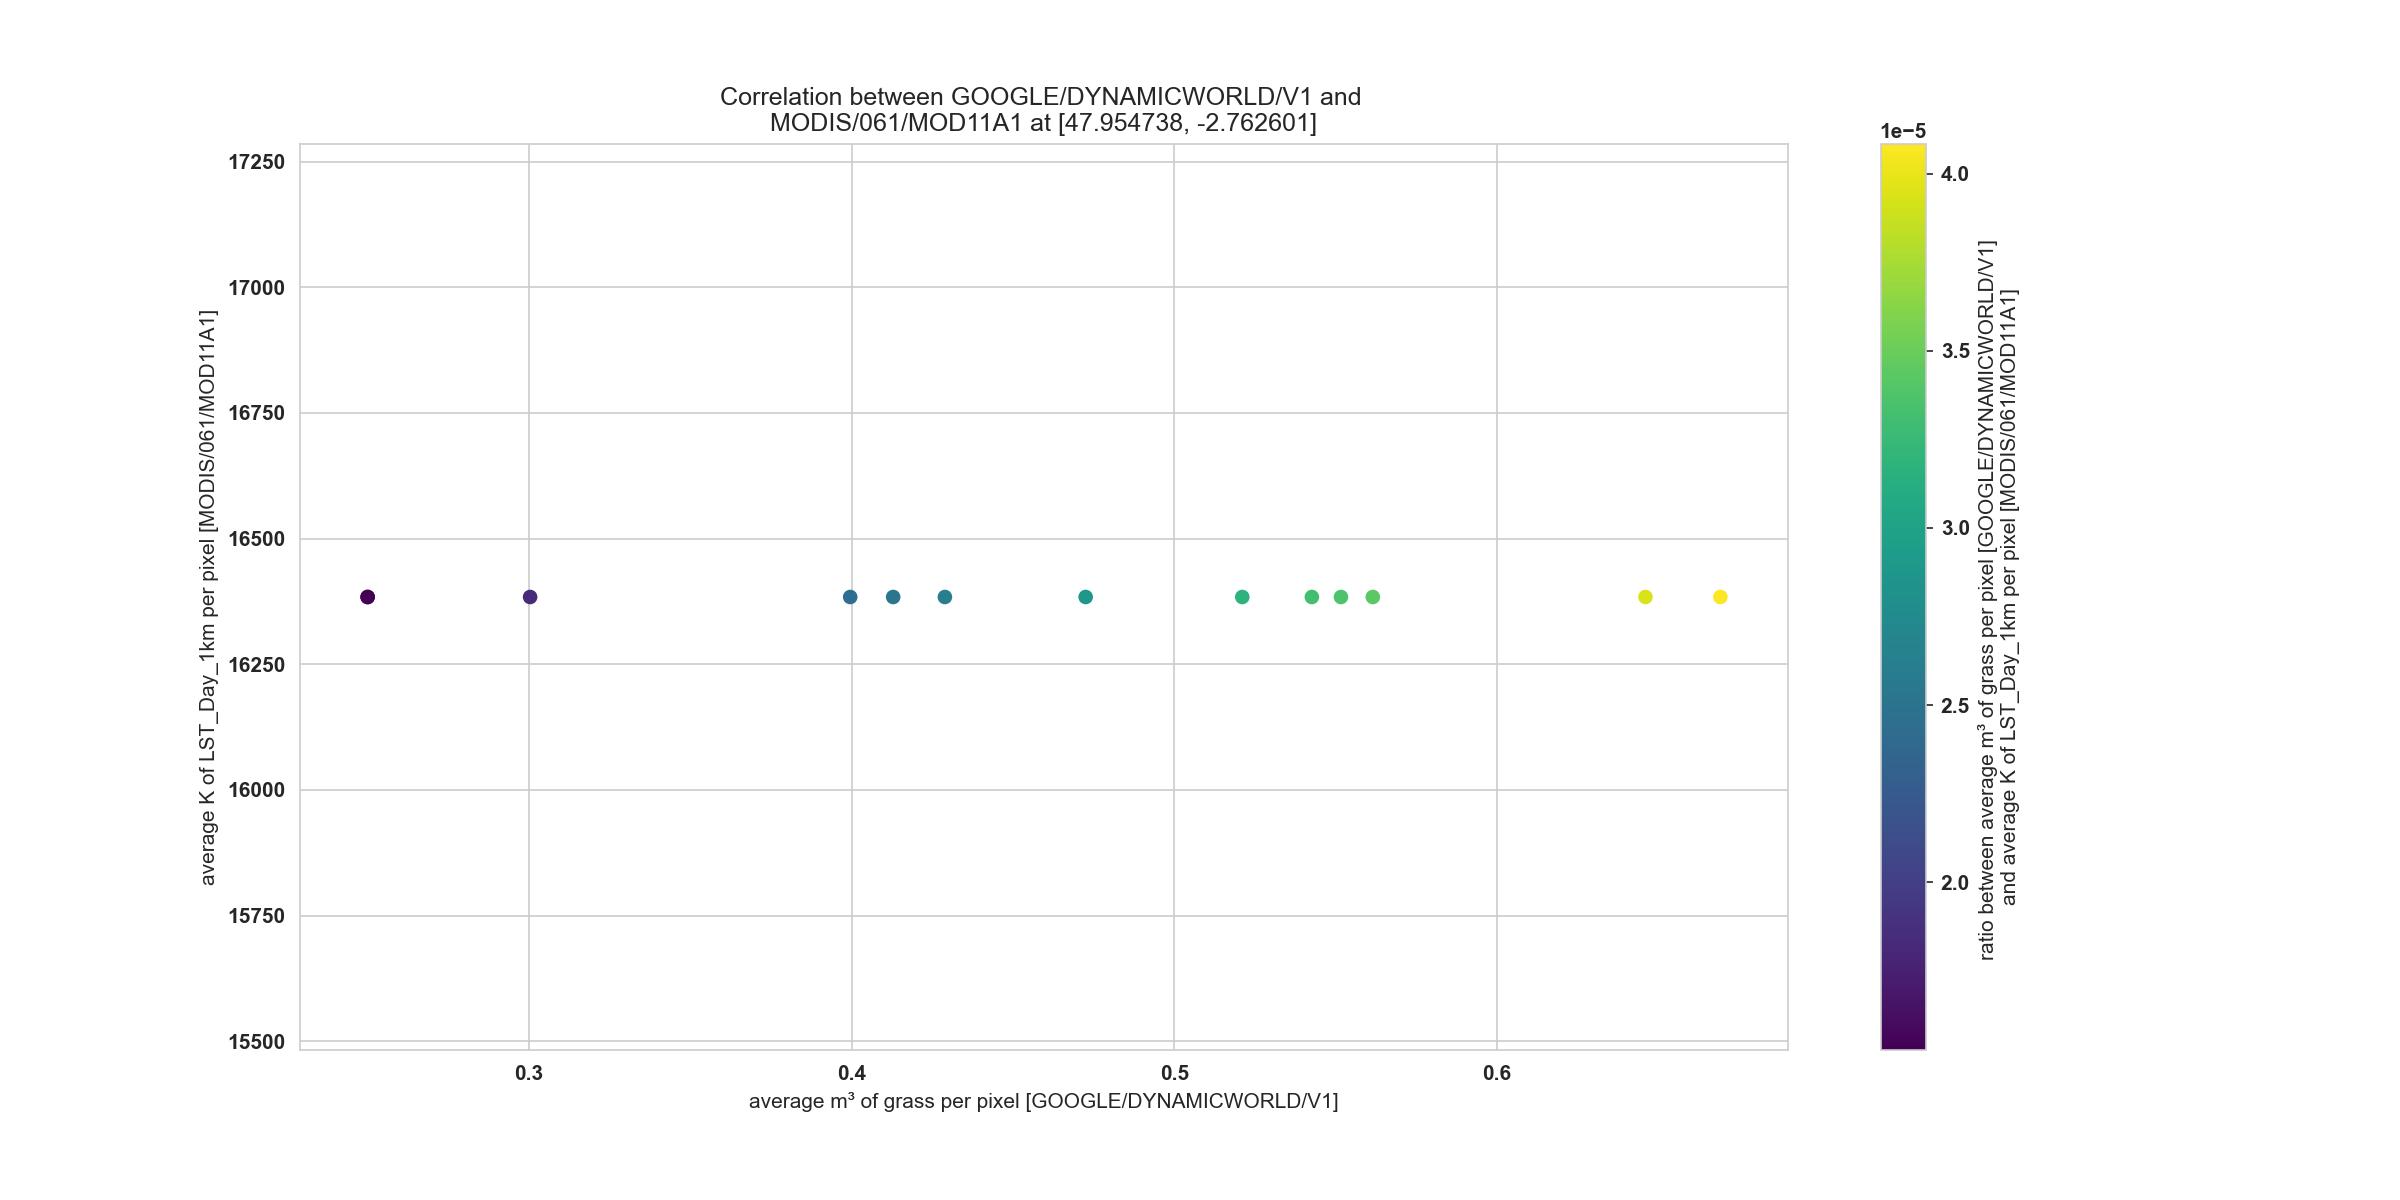 Correlation between GOOGLE/DYNAMICWORLD/V1 and
MODIS/061/MOD11A1 at [47.954738, -2.762601]
average K of LST_Day_1km per pixel [MODIS/061/MOD11A1]
17250
17000
16750
16500
16250
16000
15750
15500
0.3
0.4
0.5
0.6
average m³ of grass per pixel [GOOGLE/DYNAMICWORLD/V1]
1e−5
4.0
3.5
3.0
2.5
2.0
ratio between average m³ of grass per pixel [GOOGLE/DYNAMICWORLD/V1]
and average K of LST_Day_1km per pixel [MODIS/061/MOD11A1]